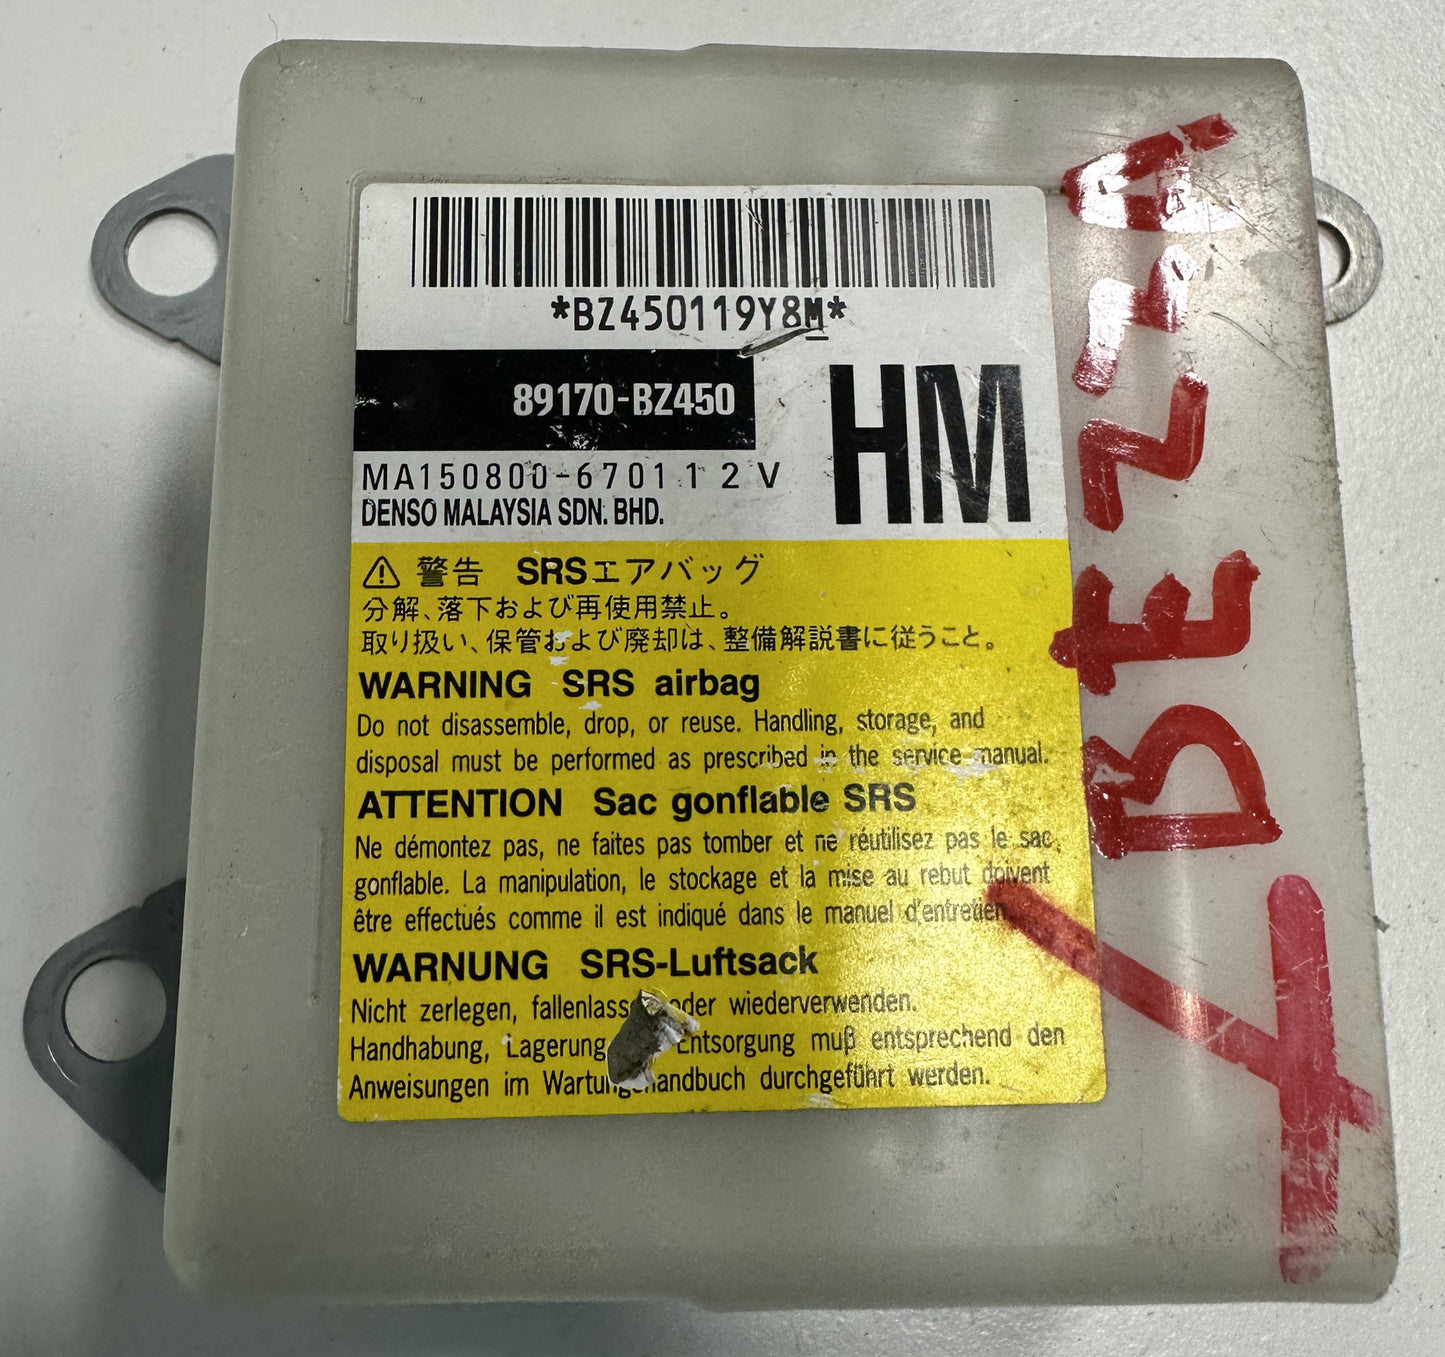 *BZ450119Y8M*
89170-BZ450
HM
MA150800-6701 12V
DENSO MALAYSIA SDN. BHD.
警告 SRSエアバッグ
分解、落下および再使用禁止。
取り扱い、保管および廃却は、整備解説書に従うこと。
WARNING SRS airbag
Do not disassemble, drop, or reuse. Handling, storage, and
disposal must be performed as prescribed in the service manual.
ATTENTION Sac gonflable SRS
Ne démontez pas, ne faites pas tomber et ne réutilisez pas le sac
gonflable. La manipulation, le stockage et la mise au rebut doivent
être effectués comme il est indiqué dans le manuel d'entretien.
WARNUNG SRS-Luftsack
Nicht zerlegen, oder wiederverwenden.
Handhabung, Lagerung Entsorgung muß entsprechend den
Anweisungen im durchgeführt werden.
BEZZA